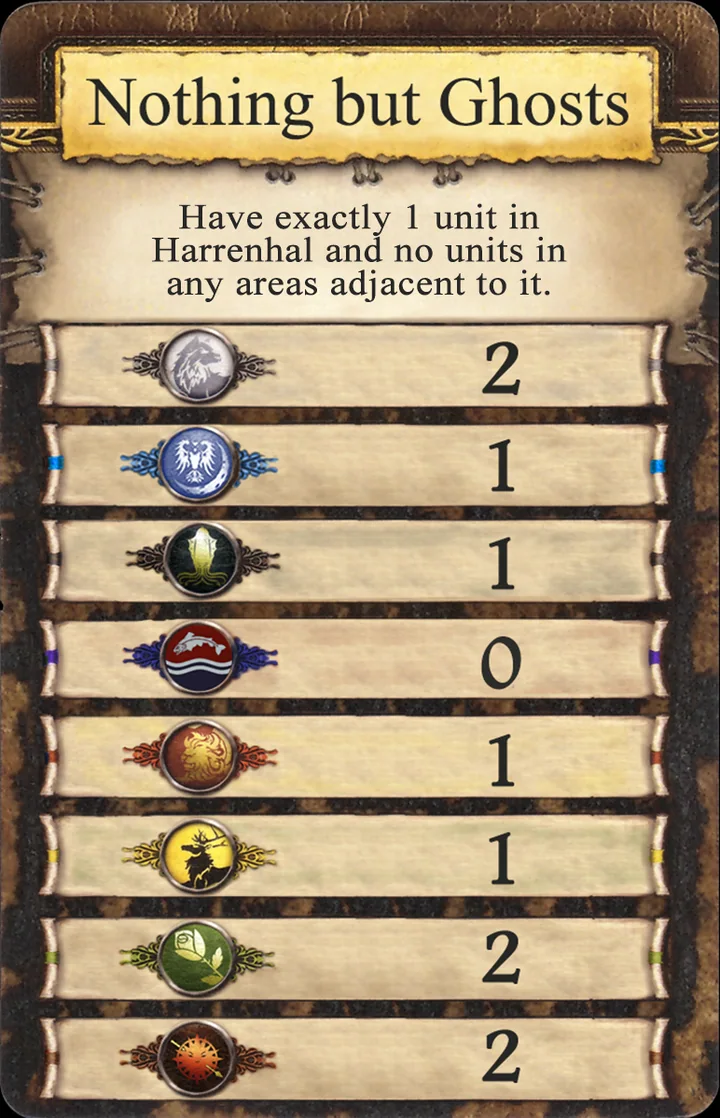 Nothing but Ghosts
Have exactly 1 unit in
Harrenhal and no units in
any areas adjacent to it.
2
1
1
0
1
1
2
2